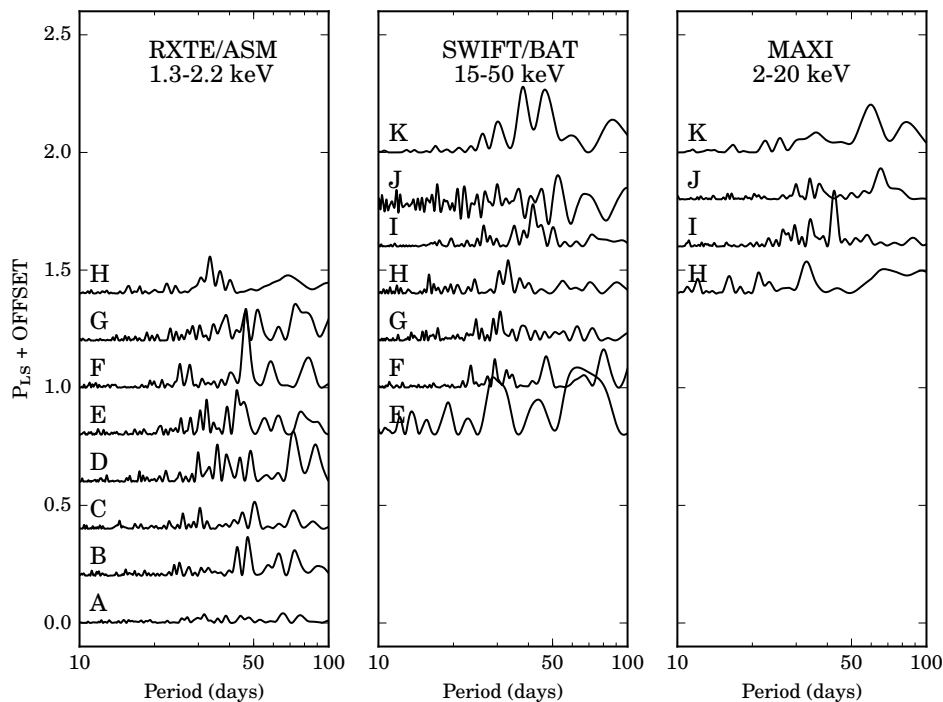 RXTE/ASM
1.3-2.2 keV
SWIFT/BAT
15-50 keV
MAXI
2-20 keV
P_LS + OFFSET
2.5
2.0
1.5
1.0
0.5
0.0
H
G
F
E
D
C
B
A
K
J
I
H
G
F
E
K
J
I
H
10 50 100
10 50 100
10 50 100
Period (days)
Period (days)
Period (days)